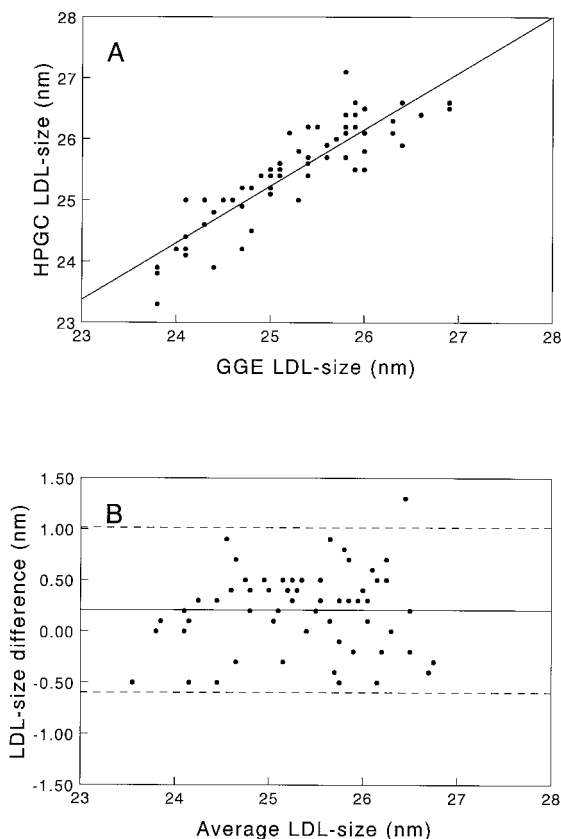 A
HPGC LDL-size (nm)
28
27
26
25
24
23
23 24 25 26 27 28
GGE LDL-size (nm)
B
LDL-size difference (nm)
1.50
1.00
0.50
0.00
-0.50
-1.00
-1.50
23 24 25 26 27 28
Average LDL-size (nm)